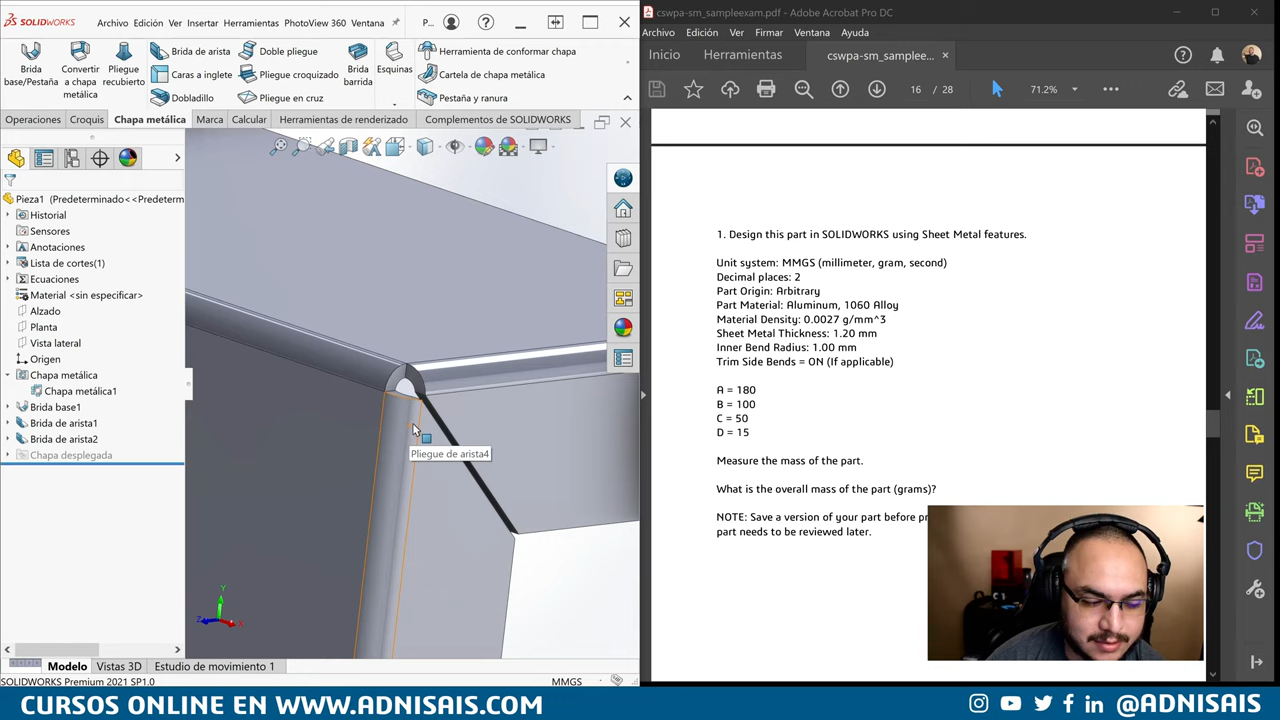 SOLIDWORKS
Archivo Edición Ver Insertar Herramientas PhotoView 360 Ventana
P...
Brida base/Pestaña
Convertir a chapa metálica
Pliegue recubierto
Brida de arista
Caras a inglete
Dobladillo
Doble pliegue
Pliegue croquizado
Pliegue en cruz
Brida barrida
Esquinas
Herramienta de conformar chapa
Cartela de chapa metálica
Pestaña y ranura
Operaciones Croquis Chapa metálica Marca Calcular Herramientas de renderizado Complementos de SOLIDWORKS
Pieza1 (Predeterminado<<Predeterm
Historial
Sensores
Anotaciones
Lista de cortes(1)
Ecuaciones
Material <sin especificar>
Alzado
Planta
Vista lateral
Origen
Chapa metálica
Chapa metálica1
Brida base1
Brida de arista1
Brida de arista2
Chapa desplegada
Pliegue de arista4
Y
Z
X
Modelo Vistas 3D Estudio de movimiento 1
SOLIDWORKS Premium 2021 SP1.0
MMGS
cswpa-sm_sampleexam.pdf - Adobe Acrobat Pro DC
Archivo Edición Ver Firmar Ventana Ayuda
Inicio Herramientas cswpa-sm_samplee... ×
16 / 28
71.2%
1. Design this part in SOLIDWORKS using Sheet Metal features.
Unit system: MMGS (millimeter, gram, second)
Decimal places: 2
Part Origin: Arbitrary
Part Material: Aluminum, 1060 Alloy
Material Density: 0.0027 g/mm^3
Sheet Metal Thickness: 1.20 mm
Inner Bend Radius: 1.00 mm
Trim Side Bends = ON (If applicable)
A = 180
B = 100
C = 50
D = 15
Measure the mass of the part.
What is the overall mass of the part (grams)?
NOTE: Save a version of your part before
part needs to be reviewed later.
CURSOS ONLINE EN WWW.ADNISAIS.COM
@ADNISAIS